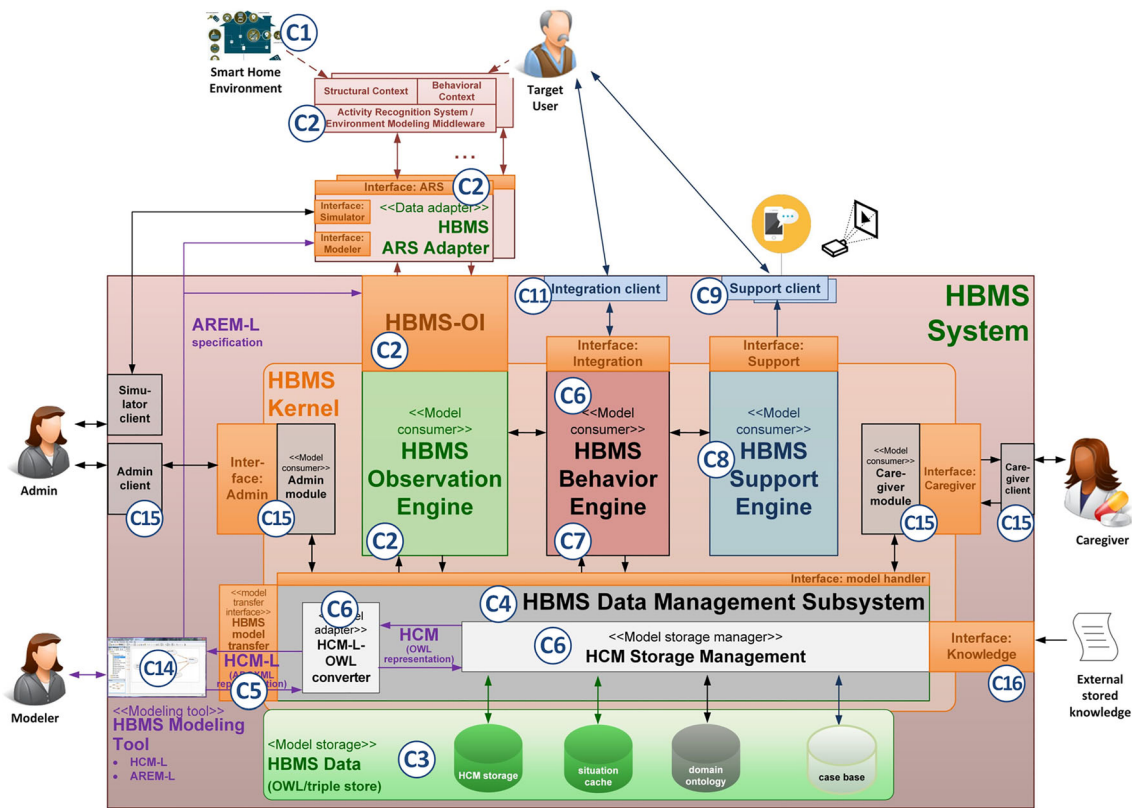 C1
Smart Home
Environment
Target
User
Structural Context
Behavioral
Context
C2
Activity Recognition System /
Environment Modeling Middleware
...
Interface: ARS
C2
Interface:
Simulator
<<Data adapter>>
HBMS
ARS Adapter
Interface:
Modeler
HBMS
System
HBMS-OI
C2
C11
Integration client
C9
Support client
AREM-L
specification
Interface:
Integration
Interface:
Support
HBMS
Kernel
Simu-
lator
client
Admin
Admin
client
C15
Inter-
face:
Admin
<<Model
consumer>>
Admin
module
C15
<<Model
consumer>>
HBMS
Observation
Engine
C2
C6
<<Model
consumer>>
HBMS
Behavior
Engine
C7
<<Model
consumer>>
C8
HBMS
Support
Engine
<<Model
consumer>>
Care-
giver
module
C15
Interface:
Caregiver
Care-
giver
client
C15
Caregiver
Interface: model handler
C4
HBMS Data Management Subsystem
<<model
transfer
interface>>
HBMS
model
transfer
C6
adapter>>
HCM-L-
OWL
converter
HCM
(OWL
representation)
C6
<<Model storage manager>>
HCM Storage Management
Interface:
Knowledge
C16
External
stored
knowledge
Modeler
C14
HCM-L
C5
<<Modeling tool>>
HBMS Modeling
Tool
• HCM-L
• AREM-L
<Model storage>>
HBMS Data
(OWL/triple store)
C3
HCM storage
situation
cache
domain
ontology
case base